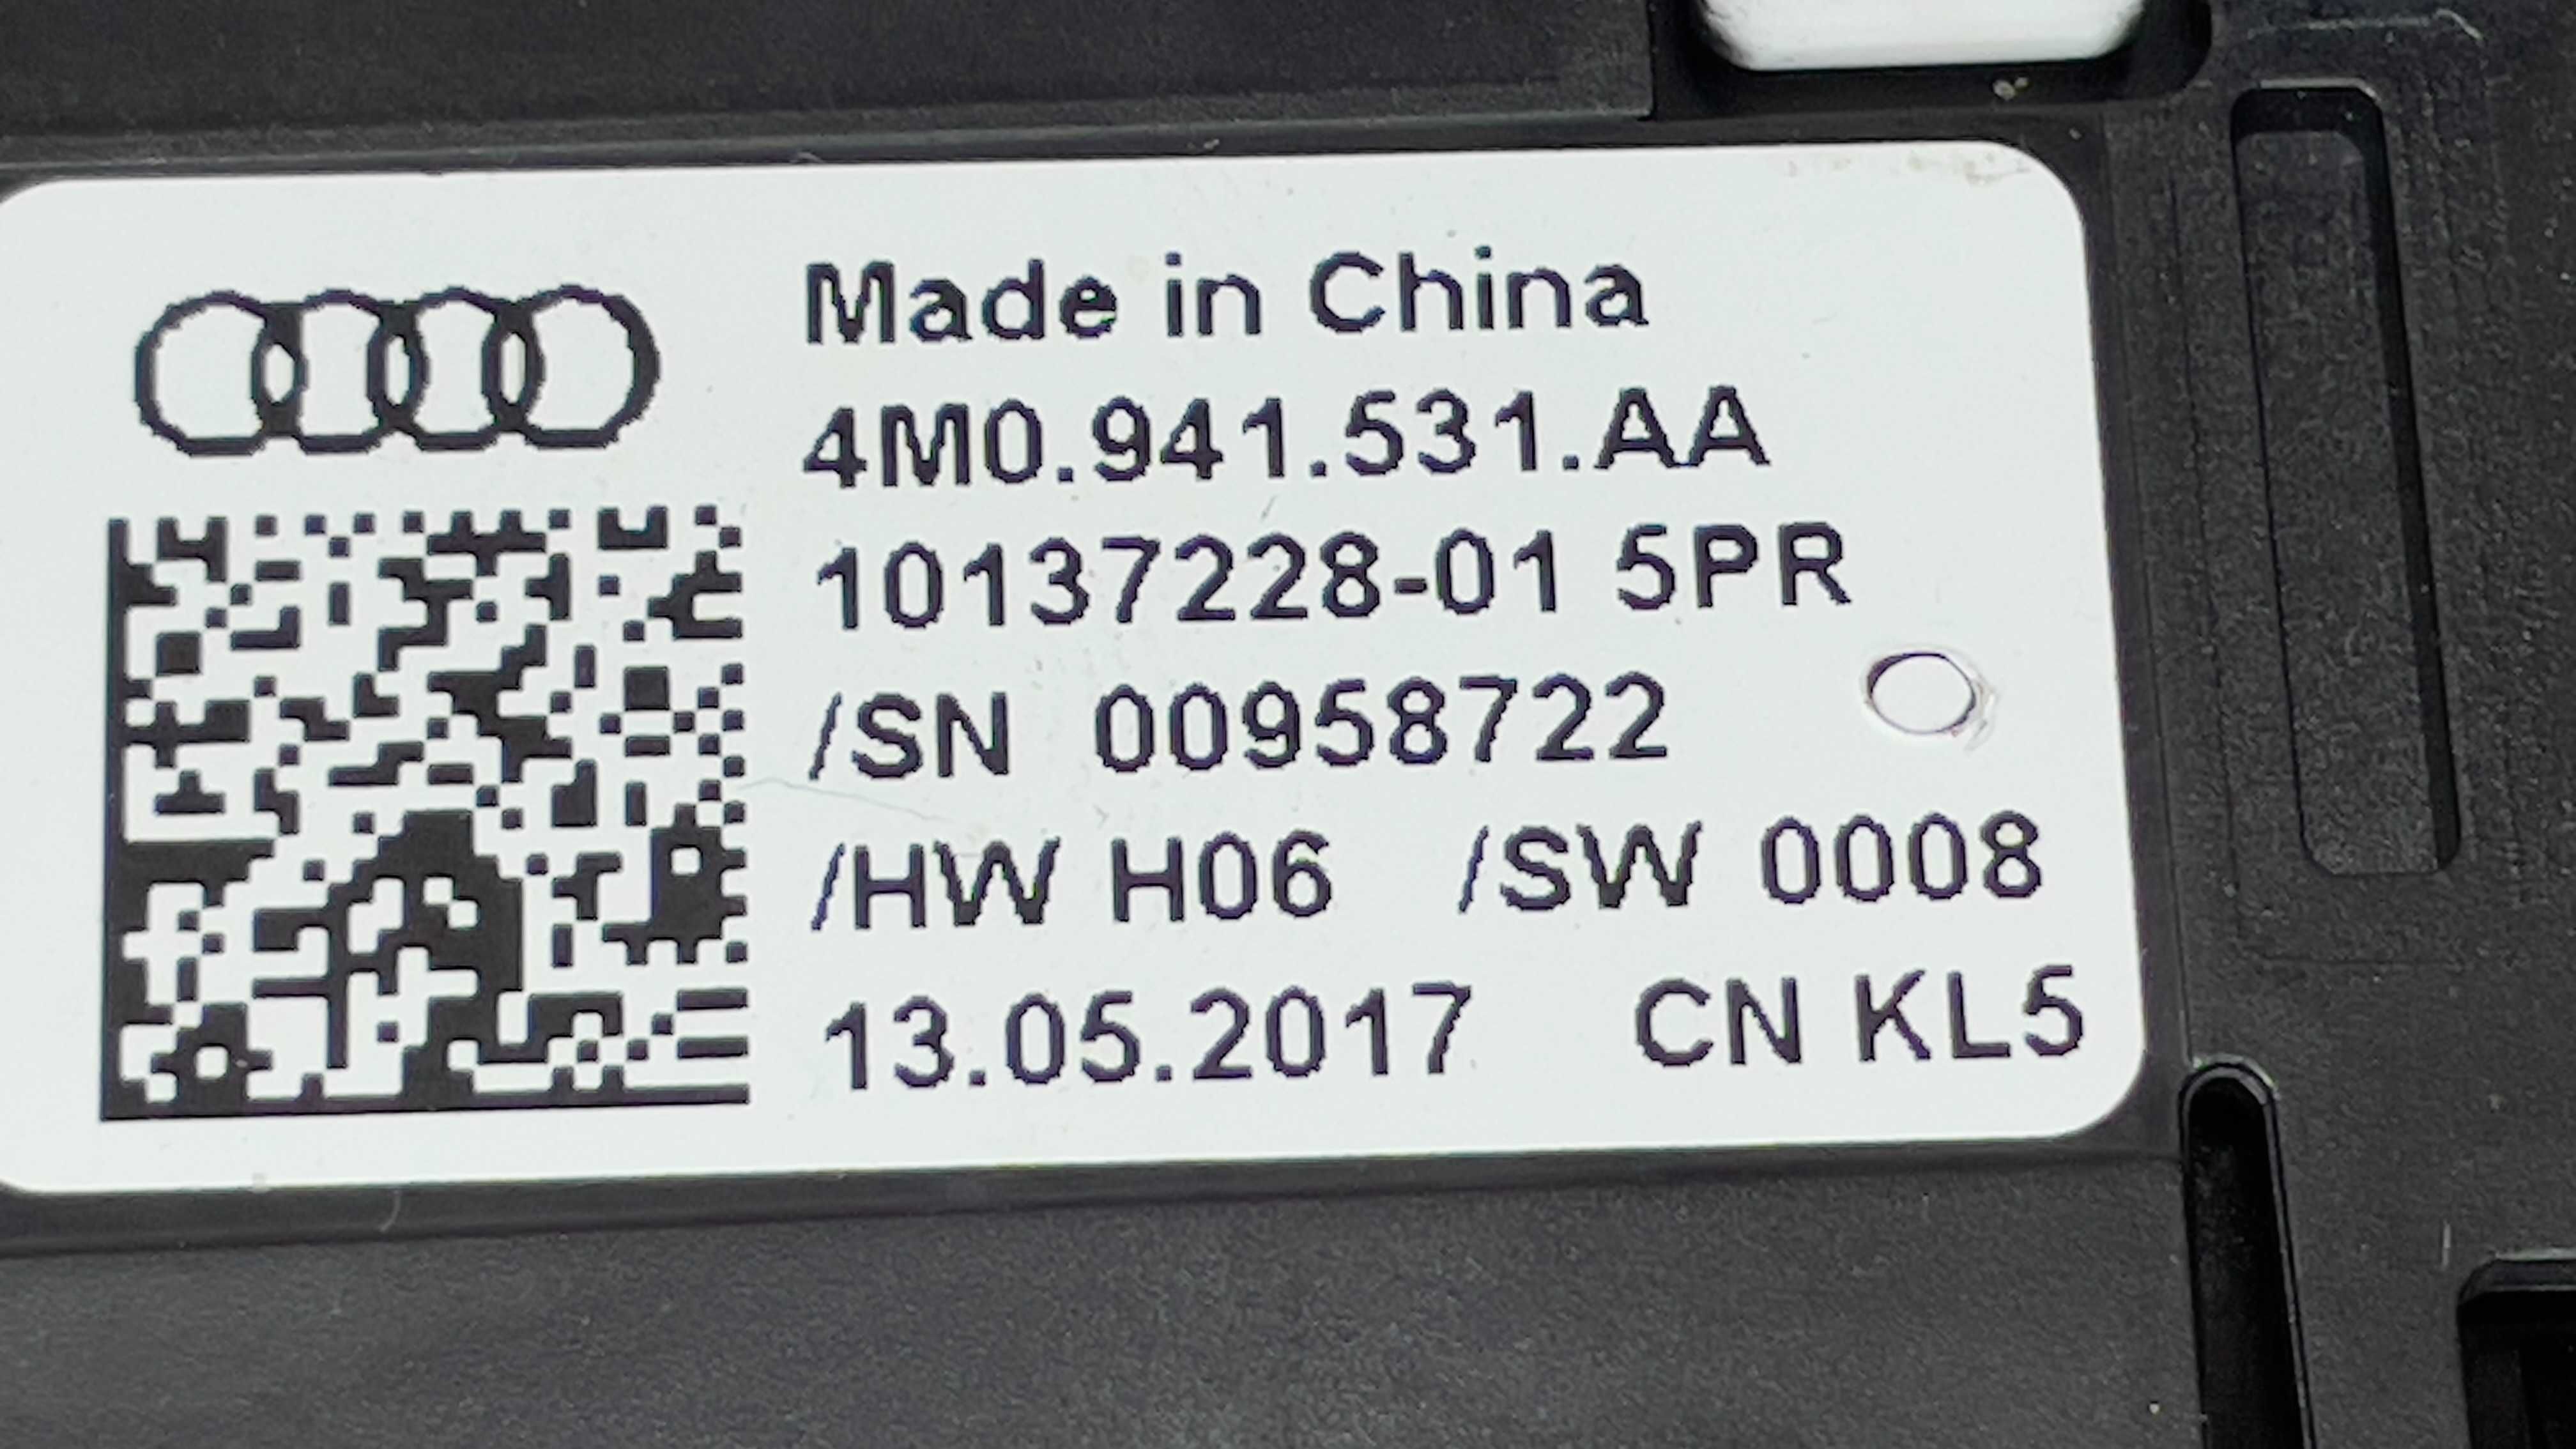 Made in China
4M0.941.531.AA
10137228-01 5PR
/SN 00958722
/HW H06 /SW 0008
13.05.2017 CN KL5